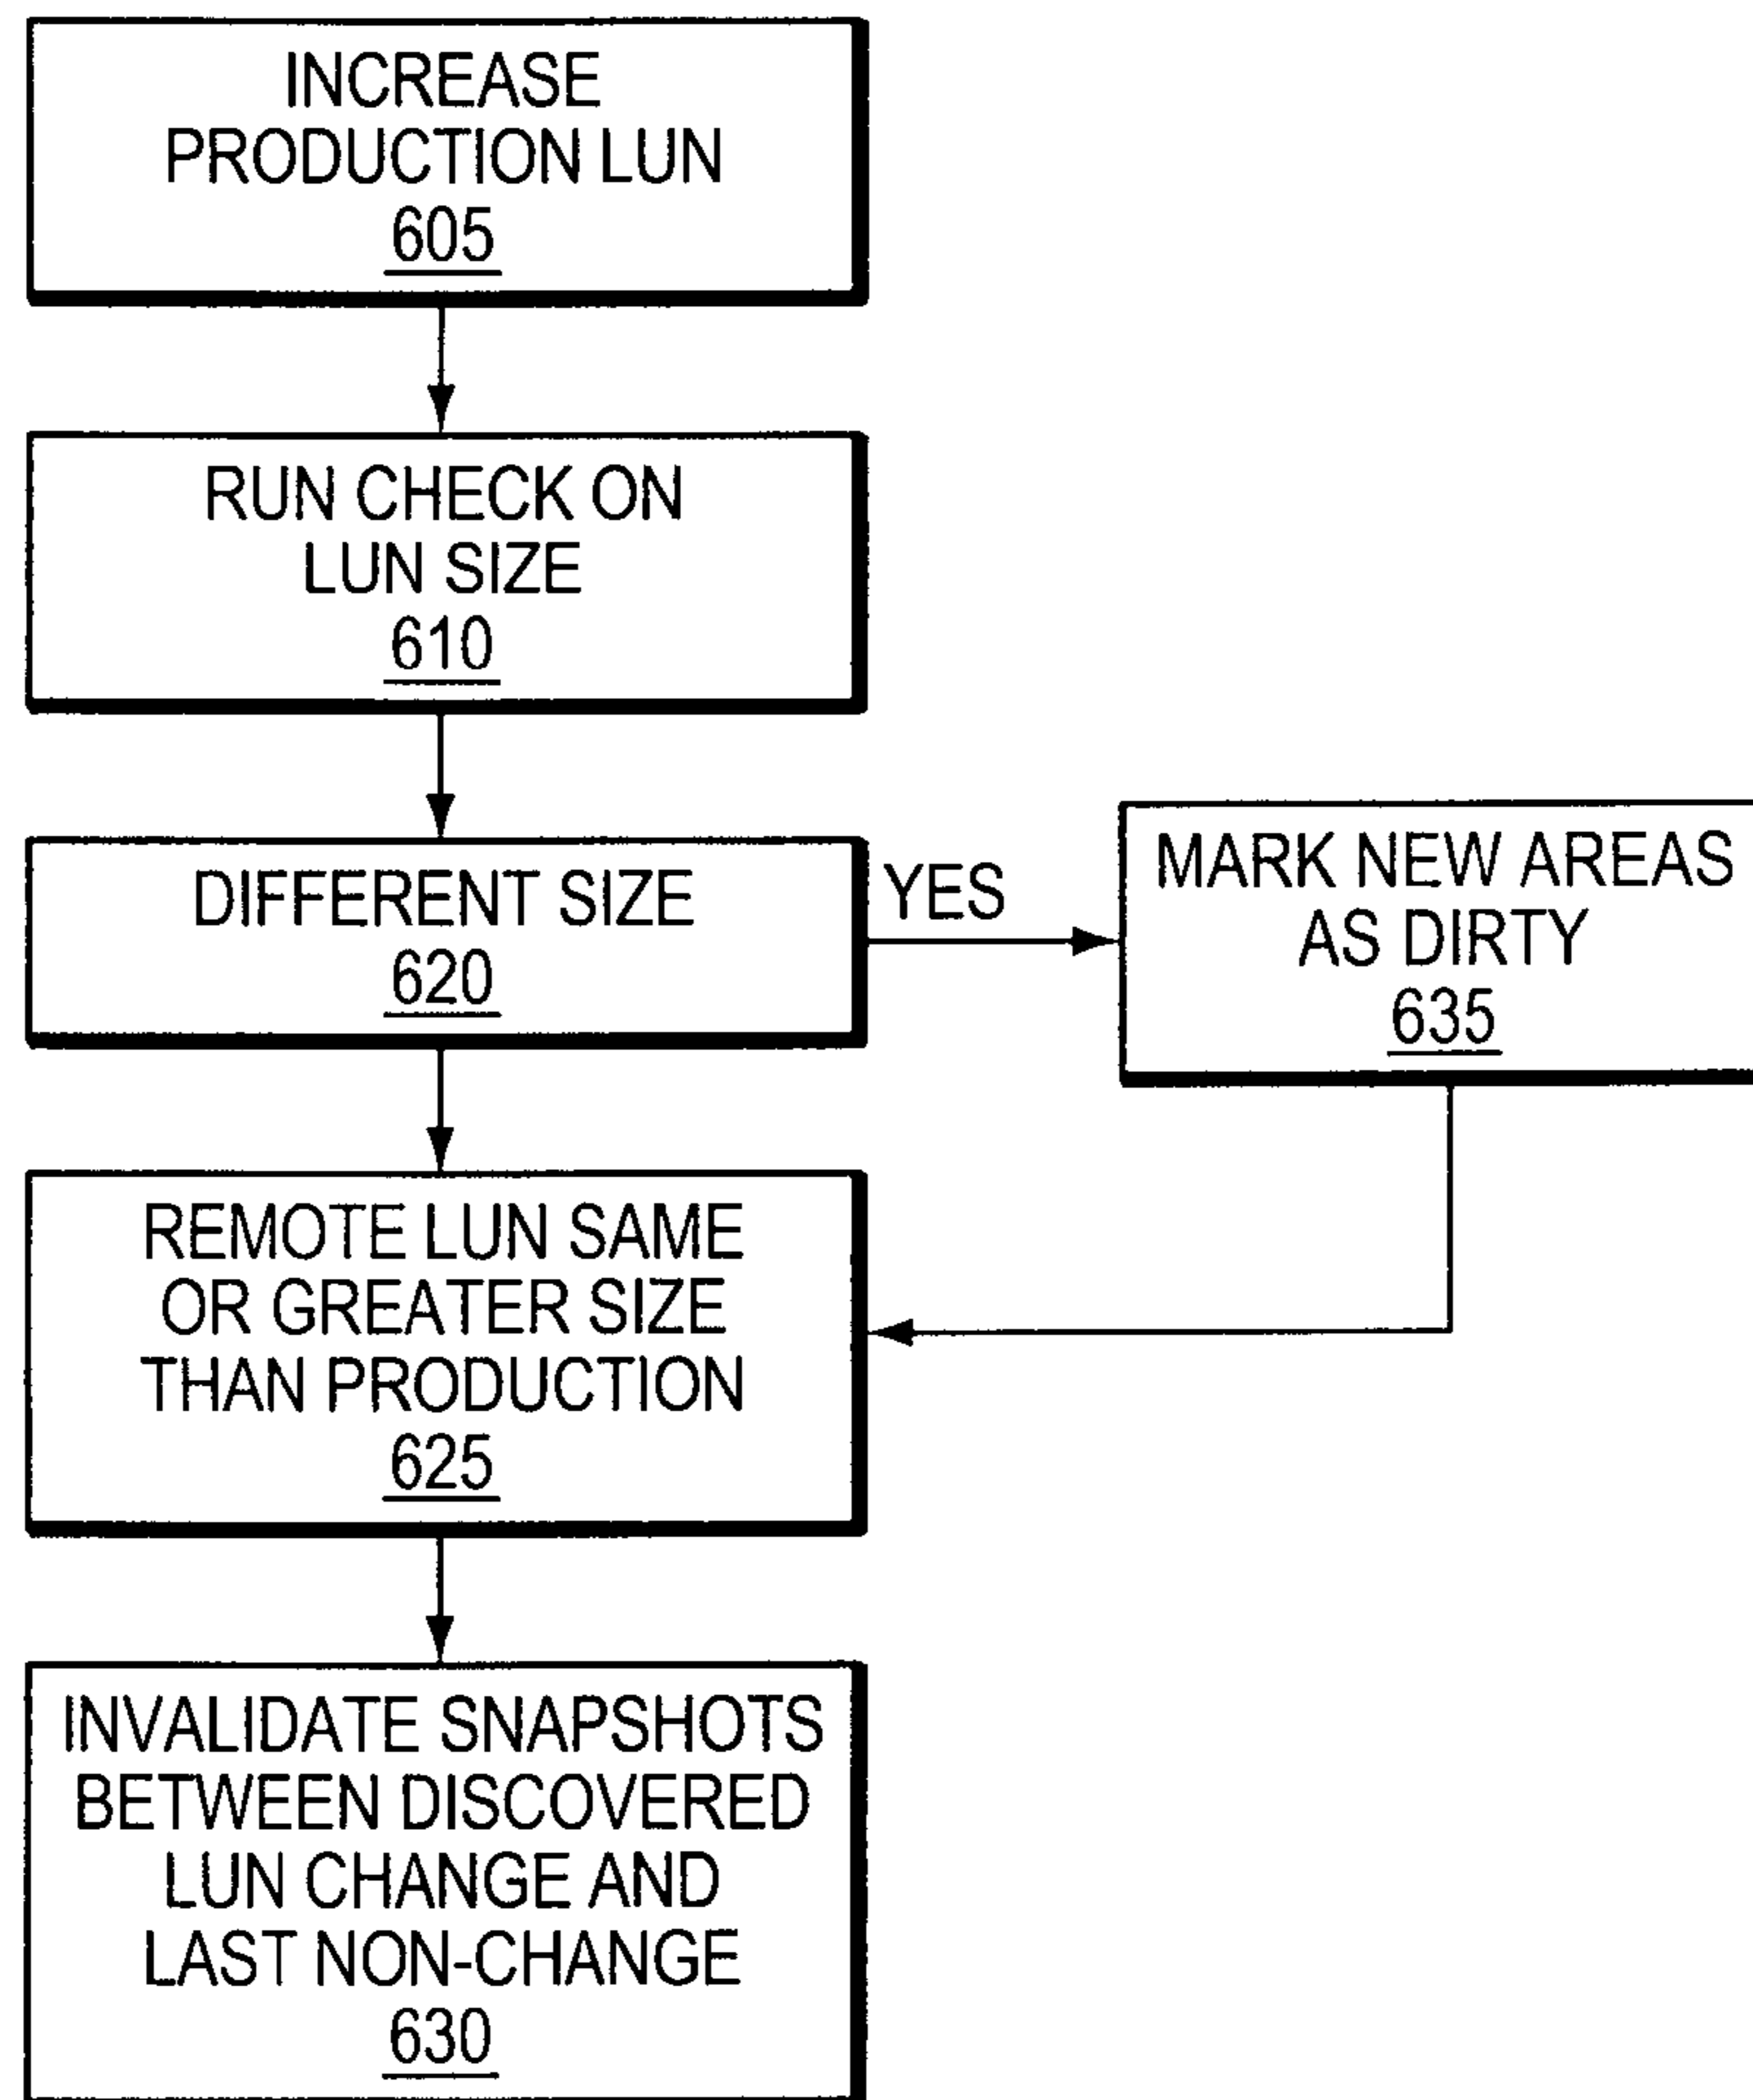 INCREASE
PRODUCTION LUN
605
RUN CHECK ON
LUN SIZE
610
DIFFERENT SIZE
620
YES
MARK NEW AREAS
AS DIRTY
635
REMOTE LUN SAME
OR GREATER SIZE
THAN PRODUCTION
625
INVALIDATE SNAPSHOTS
BETWEEN DISCOVERED
LUN CHANGE AND
LAST NON-CHANGE
630